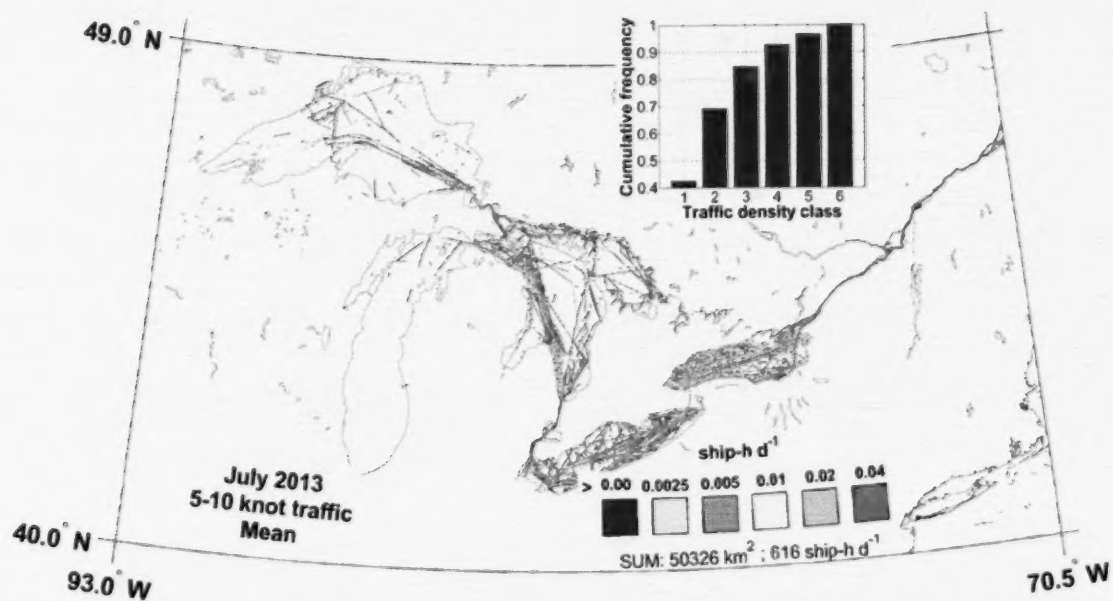 49.0° N
Cumulative frequency
1
0.9
0.8
0.7
0.6
0.5
0.4
1 2 3 4 5 6
Traffic density class
July 2013
5-10 knot traffic
Mean
ship-h d⁻¹
> 0.00 0.0025 0.005 0.01 0.02 0.04
SUM: 50326 km² ; 616 ship-h d⁻¹
40.0° N
93.0° W
70.5° W